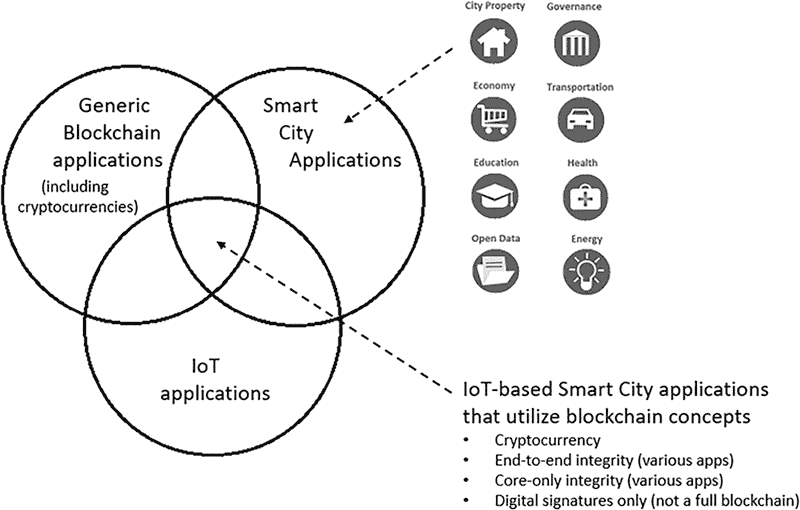 Generic
Blockchain
applications
(including
cryptocurrencies)
Smart
City
Applications
IoT
applications
City Property
Governance
Economy
Transportation
Education
Health
Open Data
Energy
IoT-based Smart City applications
that utilize blockchain concepts
• Cryptocurrency
• End-to-end integrity (various apps)
• Core-only integrity (various apps)
• Digital signatures only (not a full blockchain)